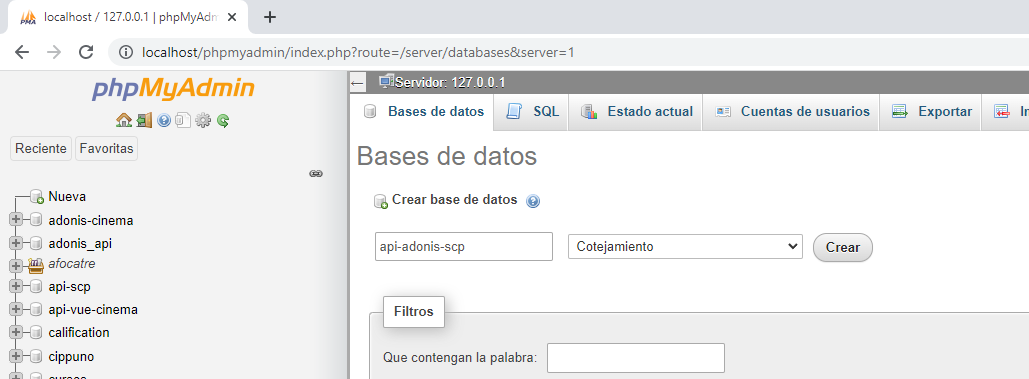 localhost / 127.0.0.1 | phpMyAdm
localhost/phpmyadmin/index.php?route=/server/databases&server=1
phpMyAdmin
Reciente Favoritas
Nueva
adonis-cinema
adonis_api
afocatre
api-scp
api-vue-cinema
calification
cippuno
Servidor: 127.0.0.1
Bases de datos SQL Estado actual Cuentas de usuarios Exportar
Bases de datos
Crear base de datos
api-adonis-scp Cotejamiento Crear
Filtros
Que contengan la palabra: